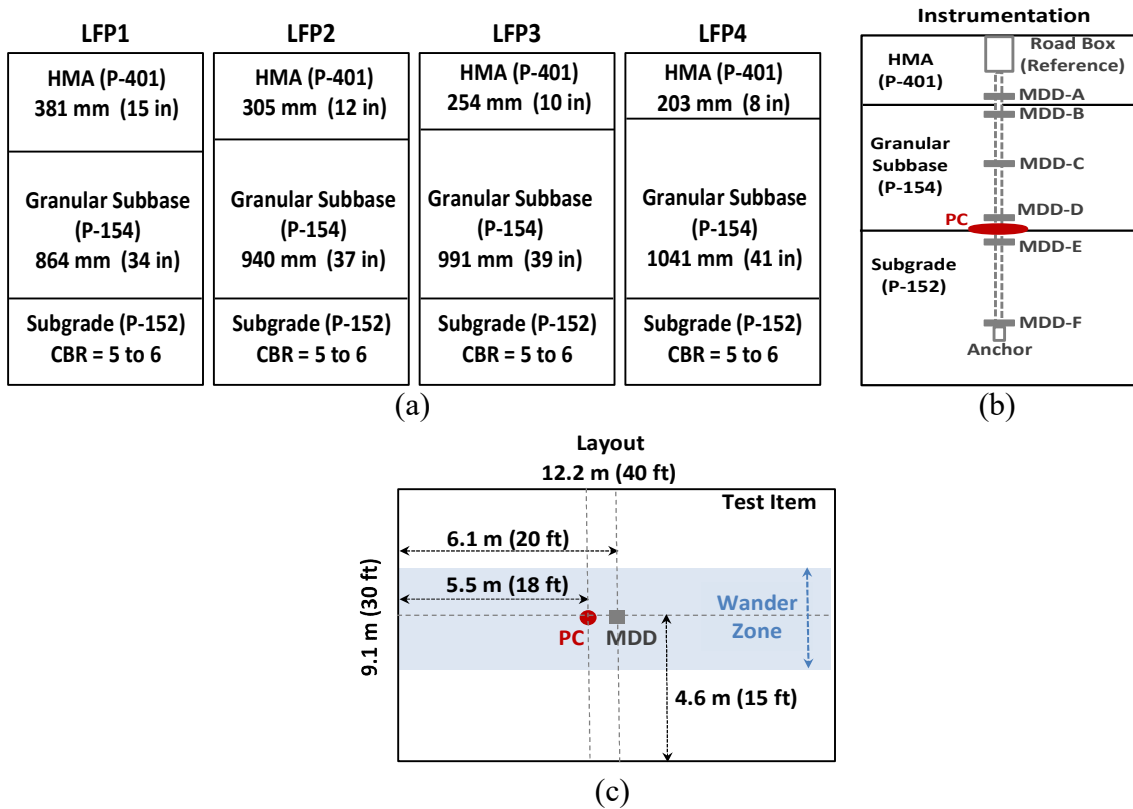 LFP1
HMA (P-401)
381 mm (15 in)
Granular Subbase
(P-154)
864 mm (34 in)
Subgrade (P-152)
CBR = 5 to 6
LFP2
HMA (P-401)
305 mm (12 in)
Granular Subbase
(P-154)
940 mm (37 in)
Subgrade (P-152)
CBR = 5 to 6
LFP3
HMA (P-401)
254 mm (10 in)
Granular Subbase
(P-154)
991 mm (39 in)
Subgrade (P-152)
CBR = 5 to 6
LFP4
HMA (P-401)
203 mm (8 in)
Granular Subbase
(P-154)
1041 mm (41 in)
Subgrade (P-152)
CBR = 5 to 6
(a)
Instrumentation
HMA
(P-401)
Road Box
(Reference)
MDD-A
MDD-B
Granular
Subbase
(P-154)
MDD-C
MDD-D
PC
MDD-E
Subgrade
(P-152)
MDD-F
Anchor
(b)
Layout
12.2 m (40 ft)
Test Item
6.1 m (20 ft)
5.5 m (18 ft)
9.1 m (30 ft)
Wander
Zone
PC
MDD
4.6 m (15 ft)
(c)